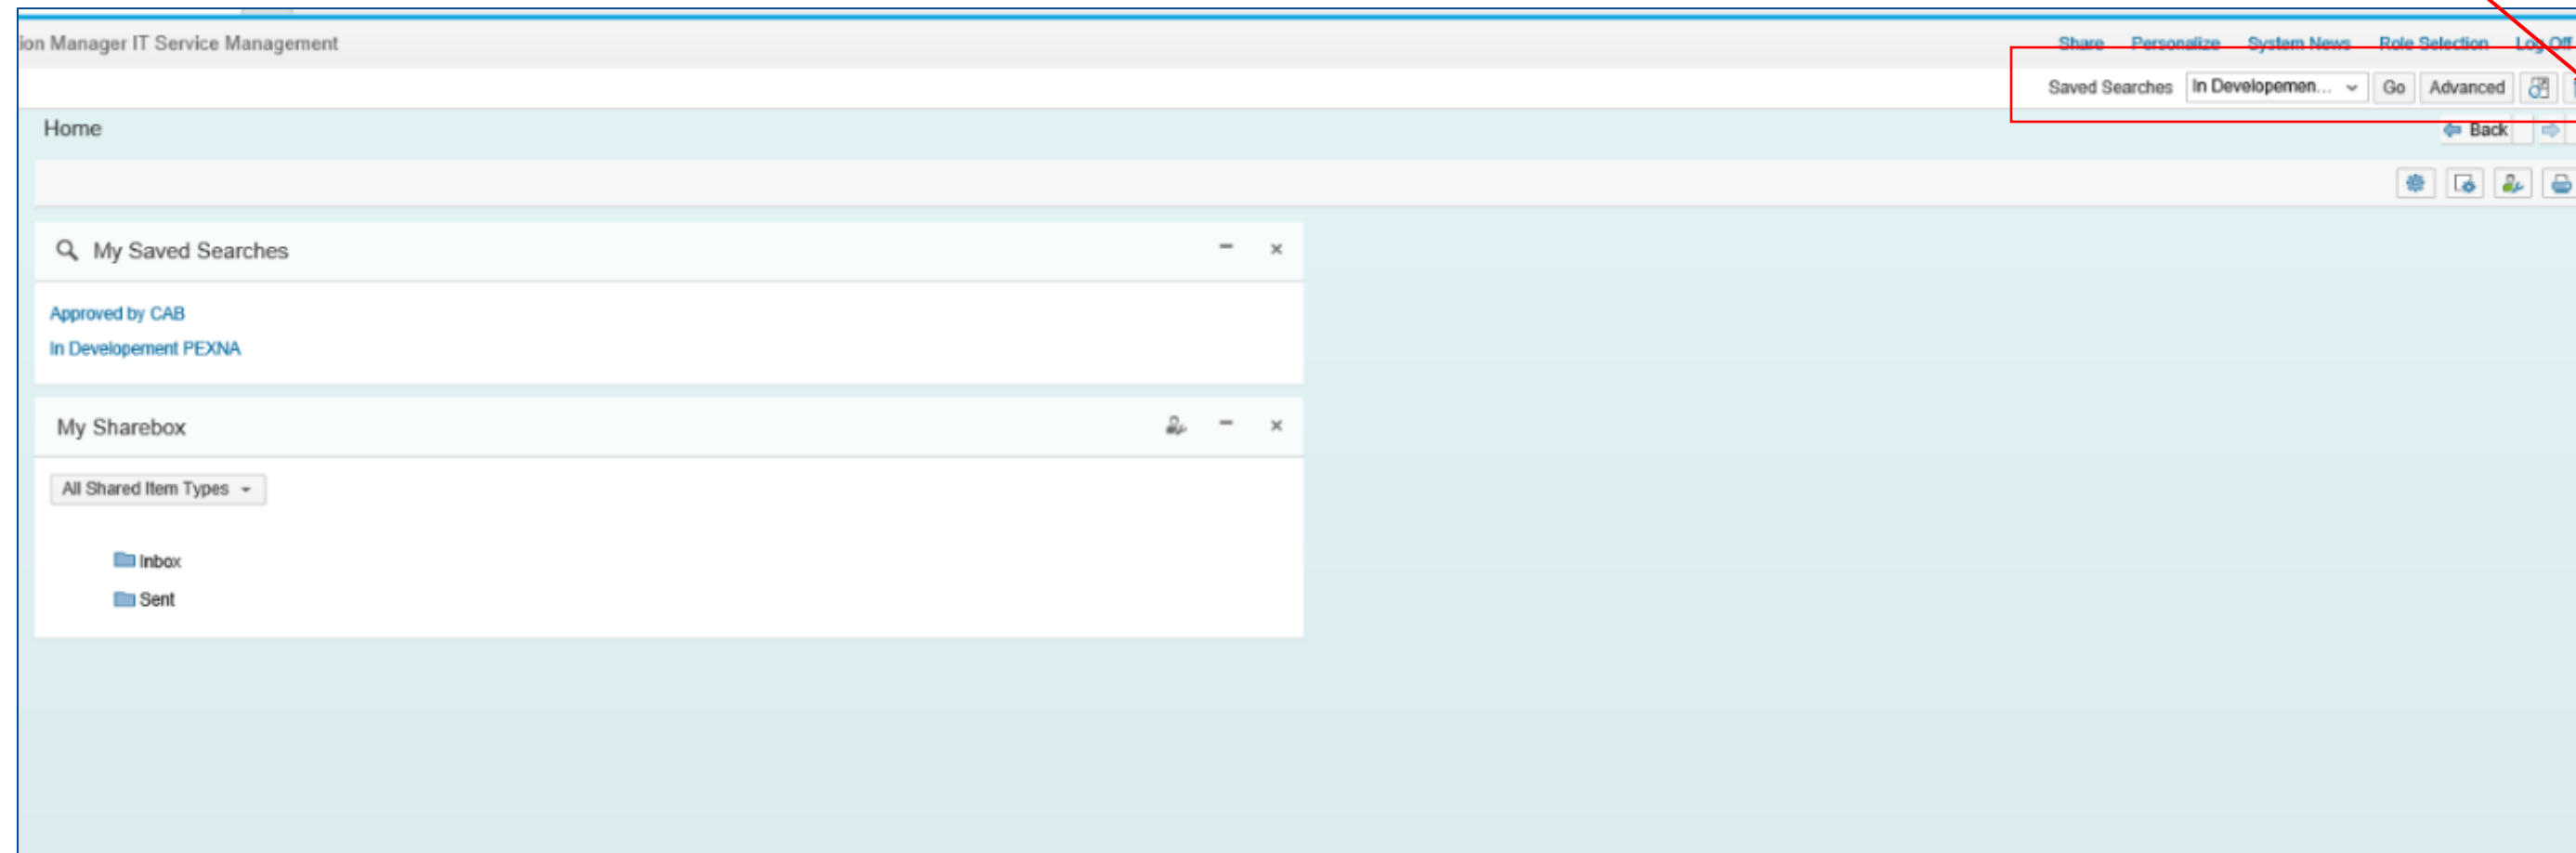 ion Manager IT Service Management
Share Personalize System News Role Selection Log Off
Saved Searches In Developemen... Go Advanced
Home
Back
My Saved Searches
Approved by CAB
In Developement PEXNA
My Sharebox
All Shared Item Types
Inbox
Sent